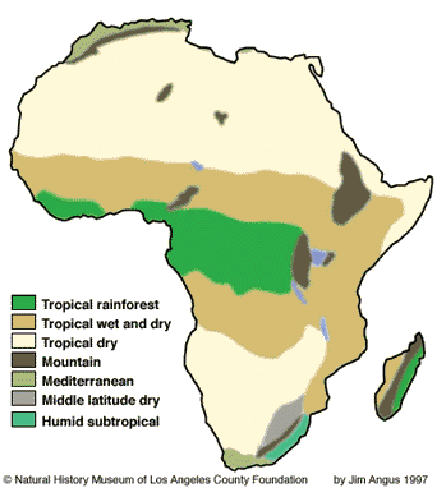 Tropical rainforest
Tropical wet and dry
Tropical dry
Mountain
Mediterranean
Middle latitude dry
Humid subtropical
© Natural History Museum of Los Angeles County Foundation by Jim Angus 1997